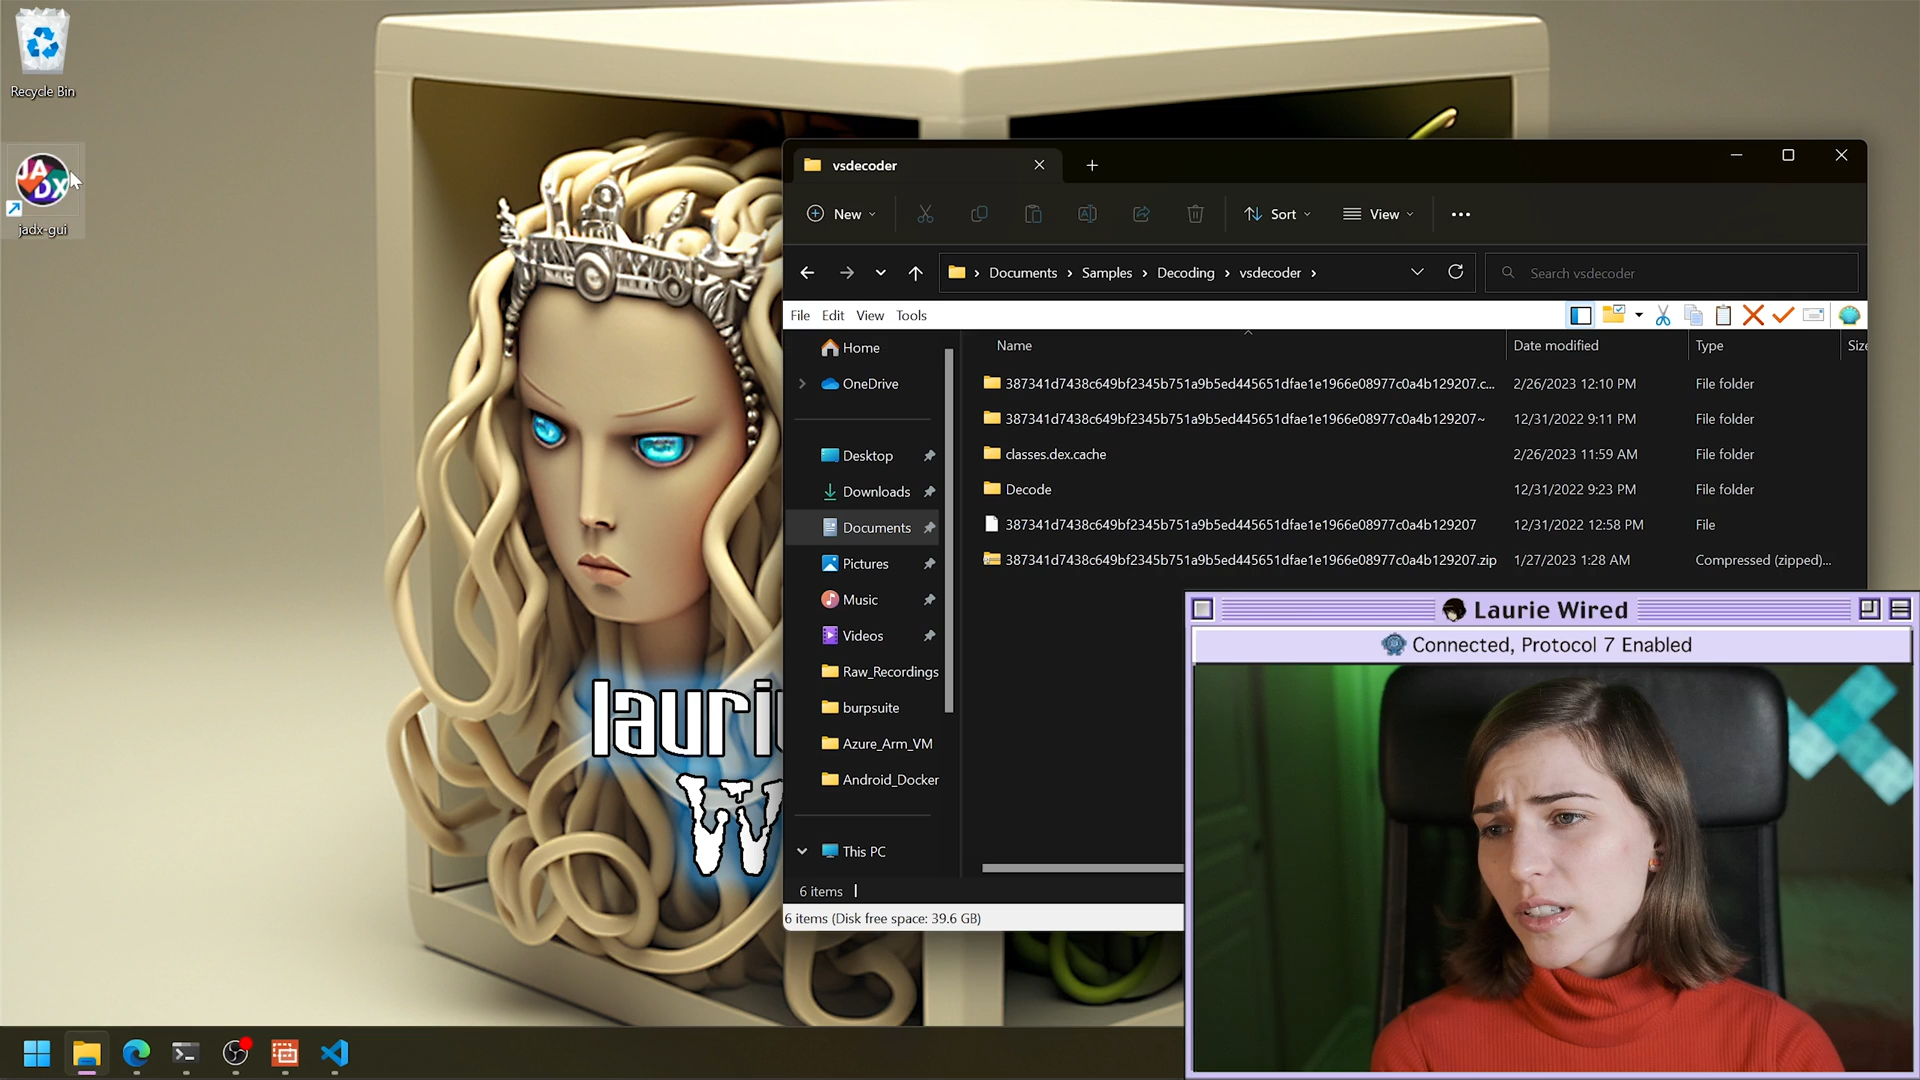 Recycle Bin
JADX
jadx-gui
vsdecoder
New
Sort
View
Documents › Samples › Decoding › vsdecoder ›
Search vsdecoder
File Edit View Tools
Home
OneDrive
Desktop
Downloads
Documents
Pictures
Music
Videos
Raw_Recordings
burpsuite
Azure_Arm_VM
Android_Docker
This PC
Name Date modified Type Size
387341d7438c649bf2345b751a9b5ed445651dfae1e1966e08977c0a4b129207.c... 2/26/2023 12:10 PM File folder
387341d7438c649bf2345b751a9b5ed445651dfae1e1966e08977c0a4b129207~ 12/31/2022 9:11 PM File folder
classes.dex.cache 2/26/2023 11:59 AM File folder
Decode 12/31/2022 9:23 PM File folder
387341d7438c649bf2345b751a9b5ed445651dfae1e1966e08977c0a4b129207 12/31/2022 12:58 PM File
387341d7438c649bf2345b751a9b5ed445651dfae1e1966e08977c0a4b129207.zip 1/27/2023 1:28 AM Compressed (zipped)...
6 items
6 items (Disk free space: 39.6 GB)
Laurie Wired
Connected, Protocol 7 Enabled
lauri
W